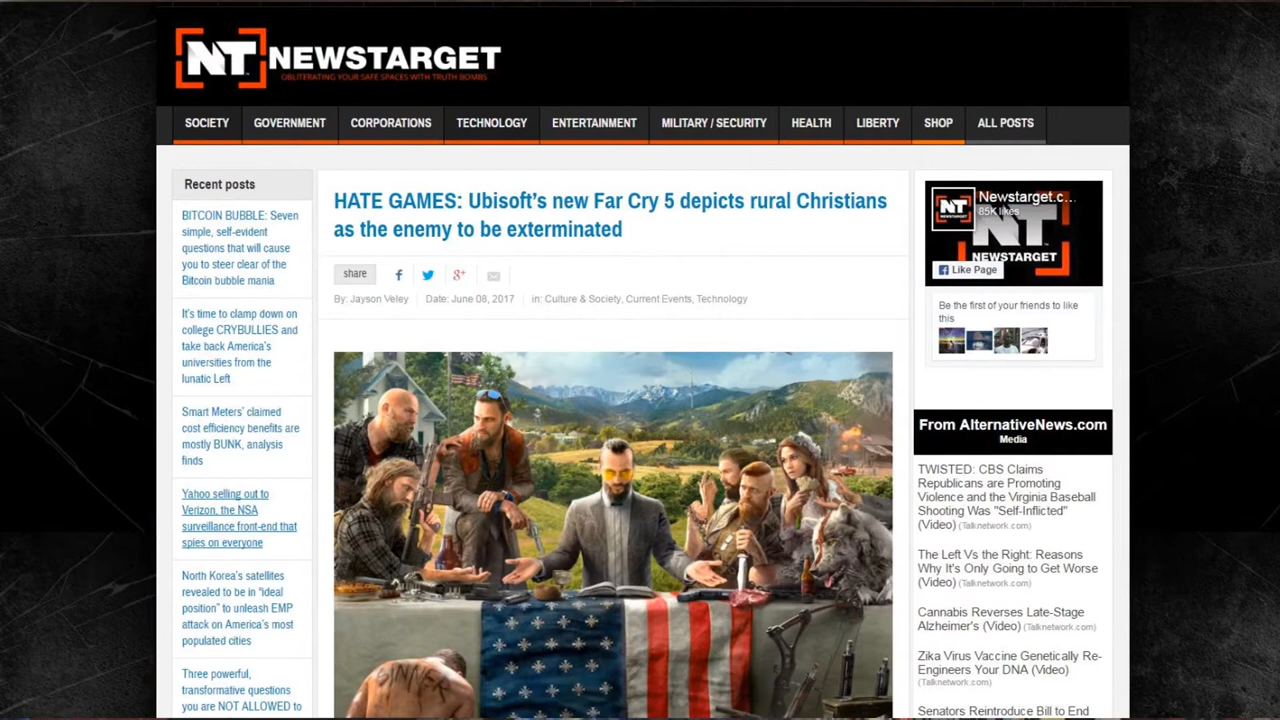 NT NEWSTARGET
OBLITERATING YOUR SAFE SPACES WITH TRUTH BOMBS
SOCIETY GOVERNMENT CORPORATIONS TECHNOLOGY ENTERTAINMENT MILITARY / SECURITY HEALTH LIBERTY SHOP ALL POSTS
Recent posts
BITCOIN BUBBLE: Seven
simple, self-evident
questions that will cause
you to steer clear of the
Bitcoin bubble mania
It's time to clamp down on
college CRYBULLIES and
take back America's
universities from the
lunatic Left
Smart Meters' claimed
cost efficiency benefits are
mostly BUNK, analysis
finds
Yahoo selling out to
Verizon, the NSA
surveillance front-end that
spies on everyone
North Korea's satellites
revealed to be in "ideal
position" to unleash EMP
attack on America's most
populated cities
Three powerful,
transformative questions
you are NOT ALLOWED to
HATE GAMES: Ubisoft's new Far Cry 5 depicts rural Christians
as the enemy to be exterminated
share f g+
By: Jayson Veley Date: June 08, 2017 in: Culture & Society, Current Events, Technology
SINNER
NT
Newstarget.c...
85K likes
NT
NEWSTARGET
f Like Page
Be the first of your friends to like
this
From AlternativeNews.com
Media
TWISTED: CBS Claims
Republicans are Promoting
Violence and the Virginia Baseball
Shooting Was "Self-Inflicted"
(Video) (Talknetwork.com)
The Left Vs the Right: Reasons
Why It's Only Going to Get Worse
(Video) (Talknetwork.com)
Cannabis Reverses Late-Stage
Alzheimer's (Video) (Talknetwork.com)
Zika Virus Vaccine Genetically Re-
Engineers Your DNA (Video)
(Talknetwork.com)
Senators Reintroduce Bill to End